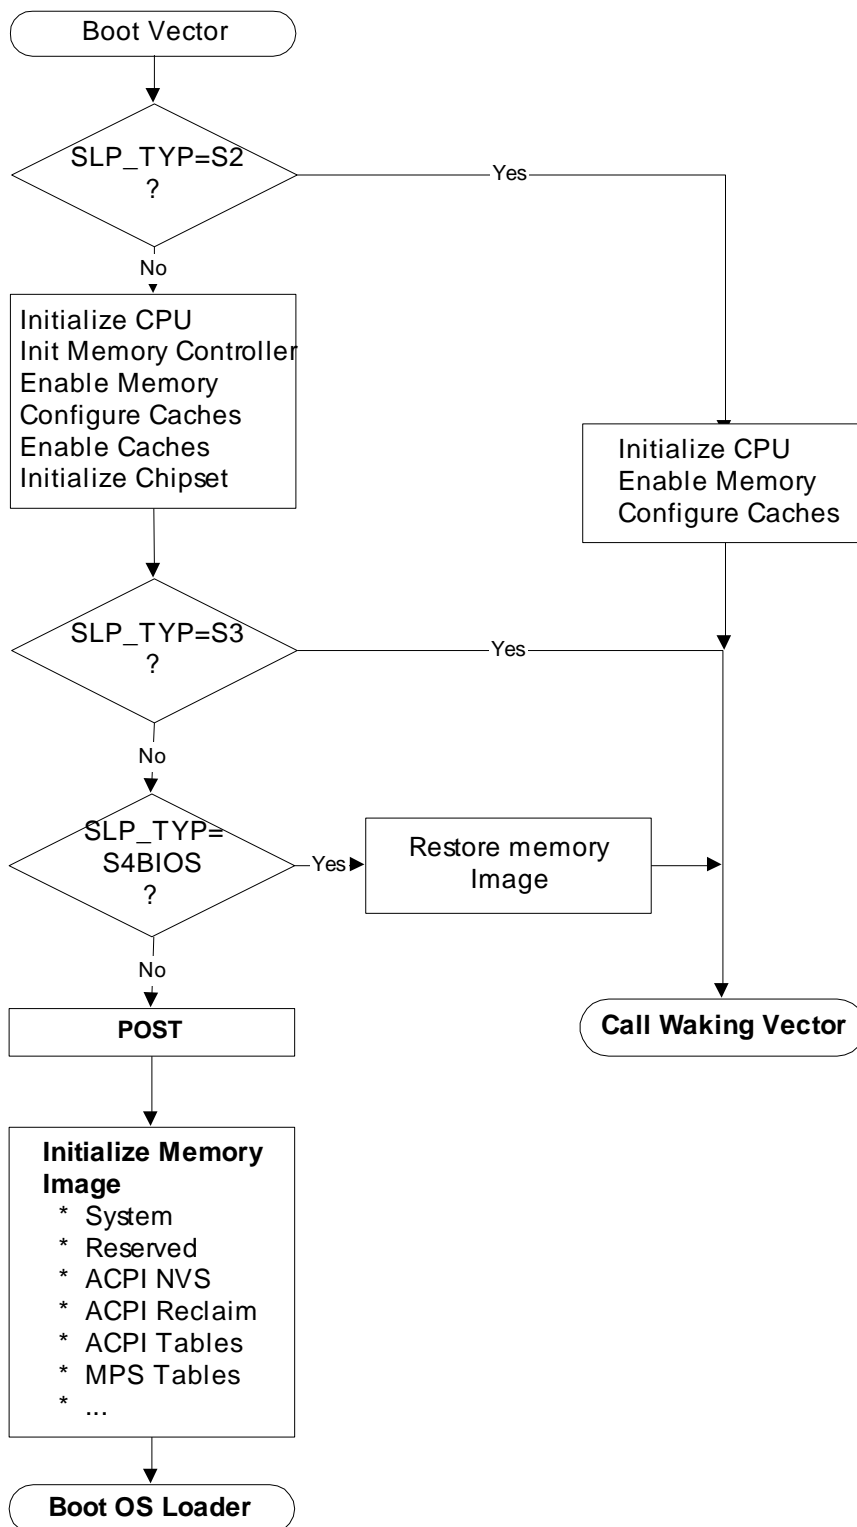 Boot Vector
SLP_TYP=S2
?
Yes
No
Initialize CPU
Init Memory Controller
Enable Memory
Configure Caches
Enable Caches
Initialize Chipset
Initialize CPU
Enable Memory
Configure Caches
SLP_TYP=S3
?
Yes
No
SLP_TYP=
S4BIOS
?
Yes
Restore memory
Image
No
POST
Call Waking Vector
Initialize Memory
Image
* System
* Reserved
* ACPI NVS
* ACPI Reclaim
* ACPI Tables
* MPS Tables
* ...
Boot OS Loader